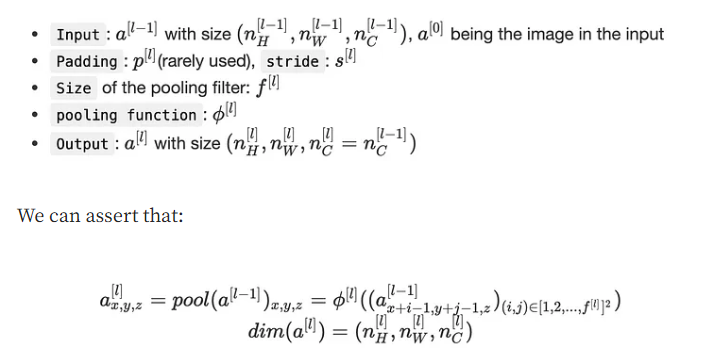 • Input : a^{[l−1]} with size (n_H^{[l−1]}, n_W^{[l−1]}, n_C^{[l−1]}), a^{[0]} being the image in the input
• Padding : p^{[l]} (rarely used), stride : s^{[l]}
• Size of the pooling filter: f^{[l]}
• pooling function : ϕ^{[l]}
• Output : a^{[l]} with size (n_H^{[l]}, n_W^{[l]}, n_C^{[l]} = n_C^{[l−1]})
We can assert that:
a_{x,y,z}^{[l]} = pool(a^{[l−1]})_{x,y,z} = ϕ^{[l]}((a_{x+i−1,y+j−1,z}^{[l−1]})_{(i,j)∈[1,2,...,f^{[l]}]^2})
dim(a^{[l]}) = (n_H^{[l]}, n_W^{[l]}, n_C^{[l]})